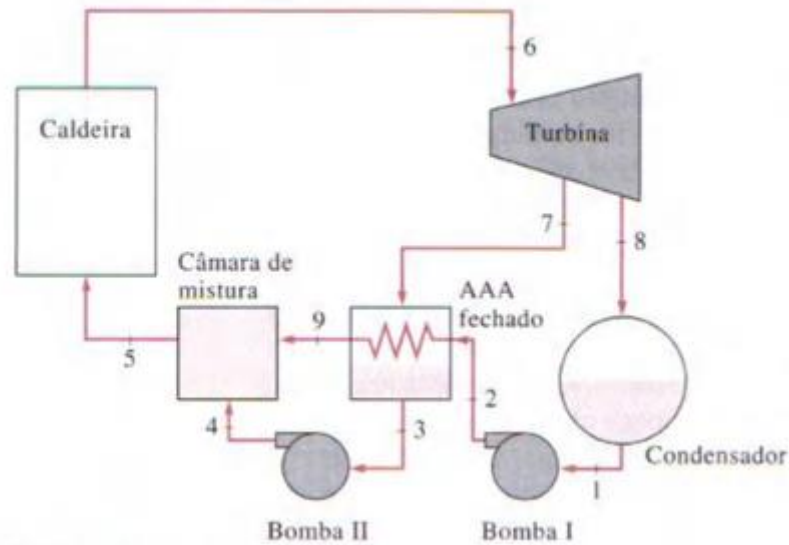 6
Caldeira
Turbina
7
8
Câmara de
mistura
AAA
fechado
9
5
2
4
3
Condensador
1
Bomba II
Bomba I